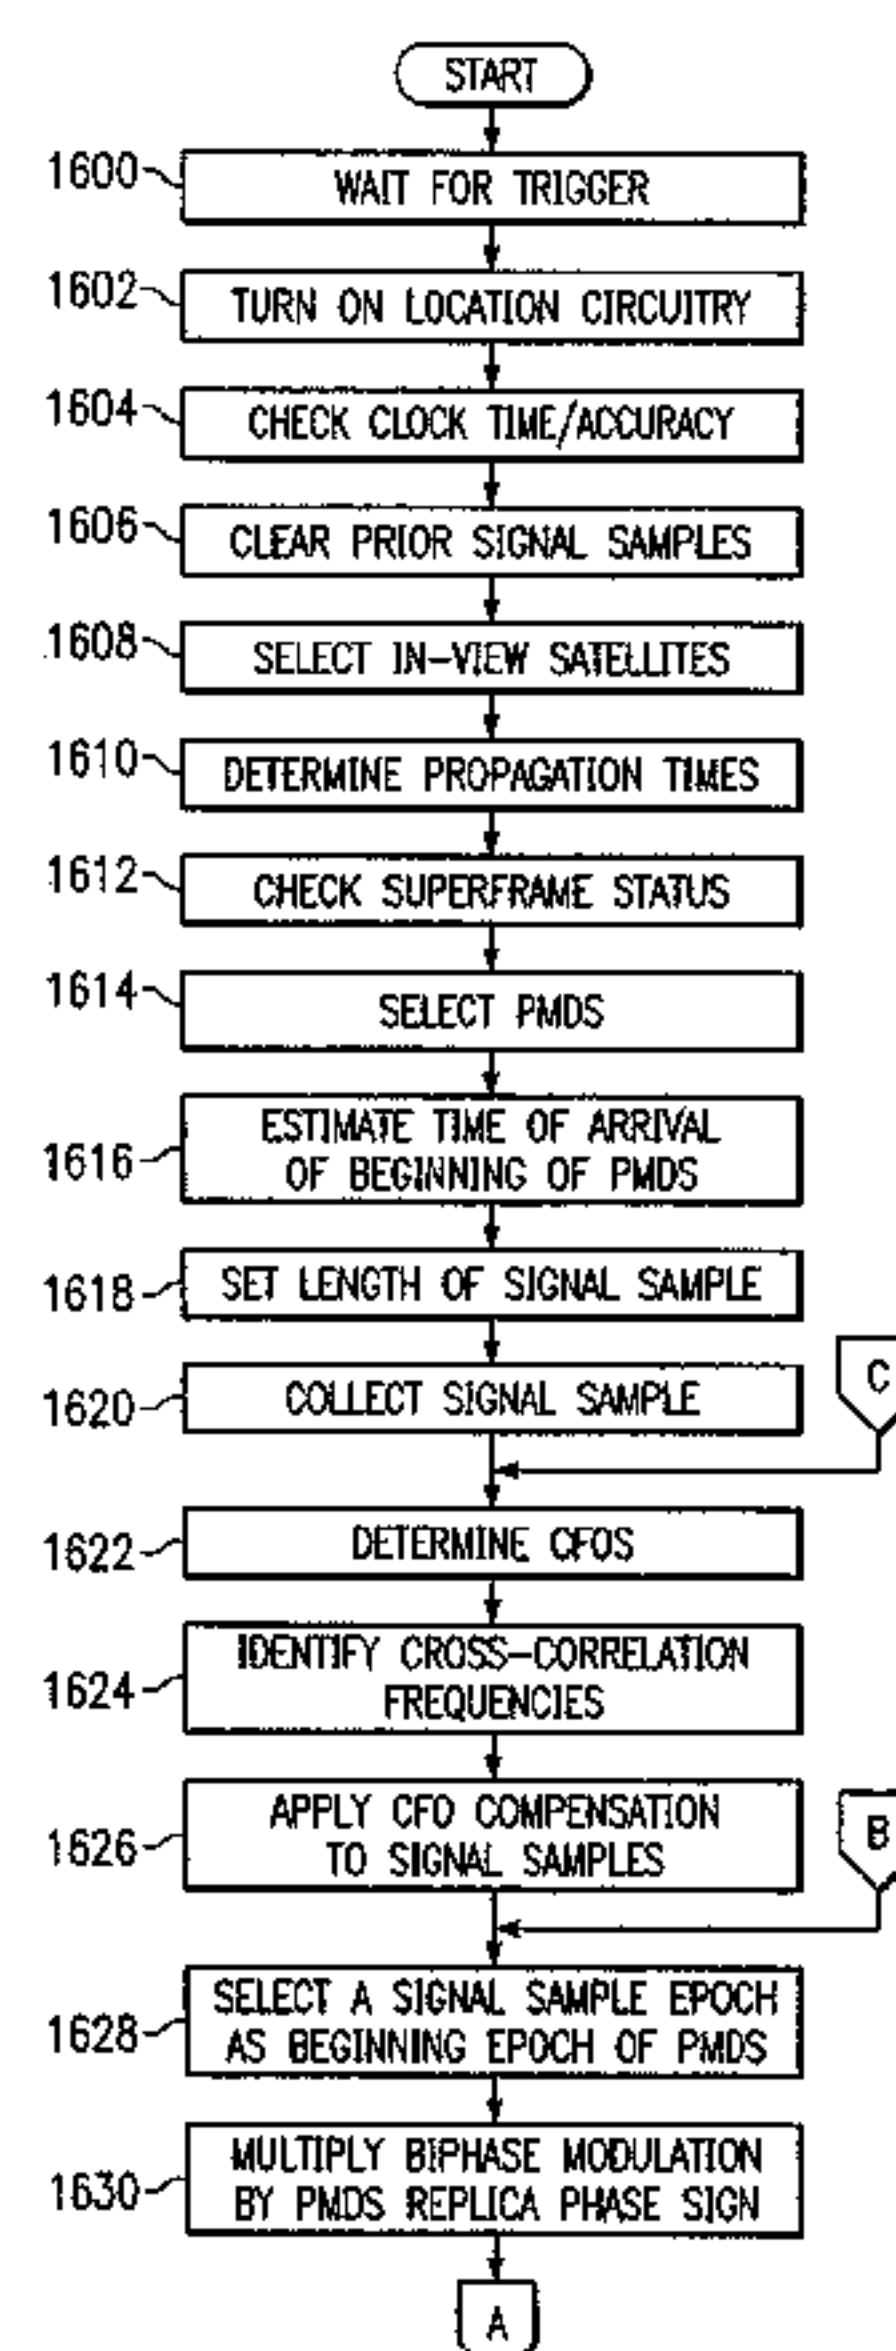 START
1600
WAIT FOR TRIGGER
1602
TURN ON LOCATION CIRCUITRY
1604
CHECK CLOCK TIME/ACCURACY
1606
CLEAR PRIOR SIGNAL SAMPLES
1608
SELECT IN-VIEW SATELLITES
1610
DETERMINE PROPAGATION TIMES
1612
CHECK SUPERFRAME STATUS
1614
SELECT PMDS
1616
ESTIMATE TIME OF ARRIVAL
OF BEGINNING OF PMDS
1618
SET LENGTH OF SIGNAL SAMPLE
1620
COLLECT SIGNAL SAMPLE
C
1622
DETERMINE CFOS
1624
IDENTIFY CROSS-CORRELATION
FREQUENCIES
1626
APPLY CFO COMPENSATION
TO SIGNAL SAMPLES
B
1628
SELECT A SIGNAL SAMPLE EPOCH
AS BEGINNING EPOCH OF PMDS
1630
MULTIPLY BIPHASE MODULATION
BY PMDS REPLICA PHASE SIGN
A